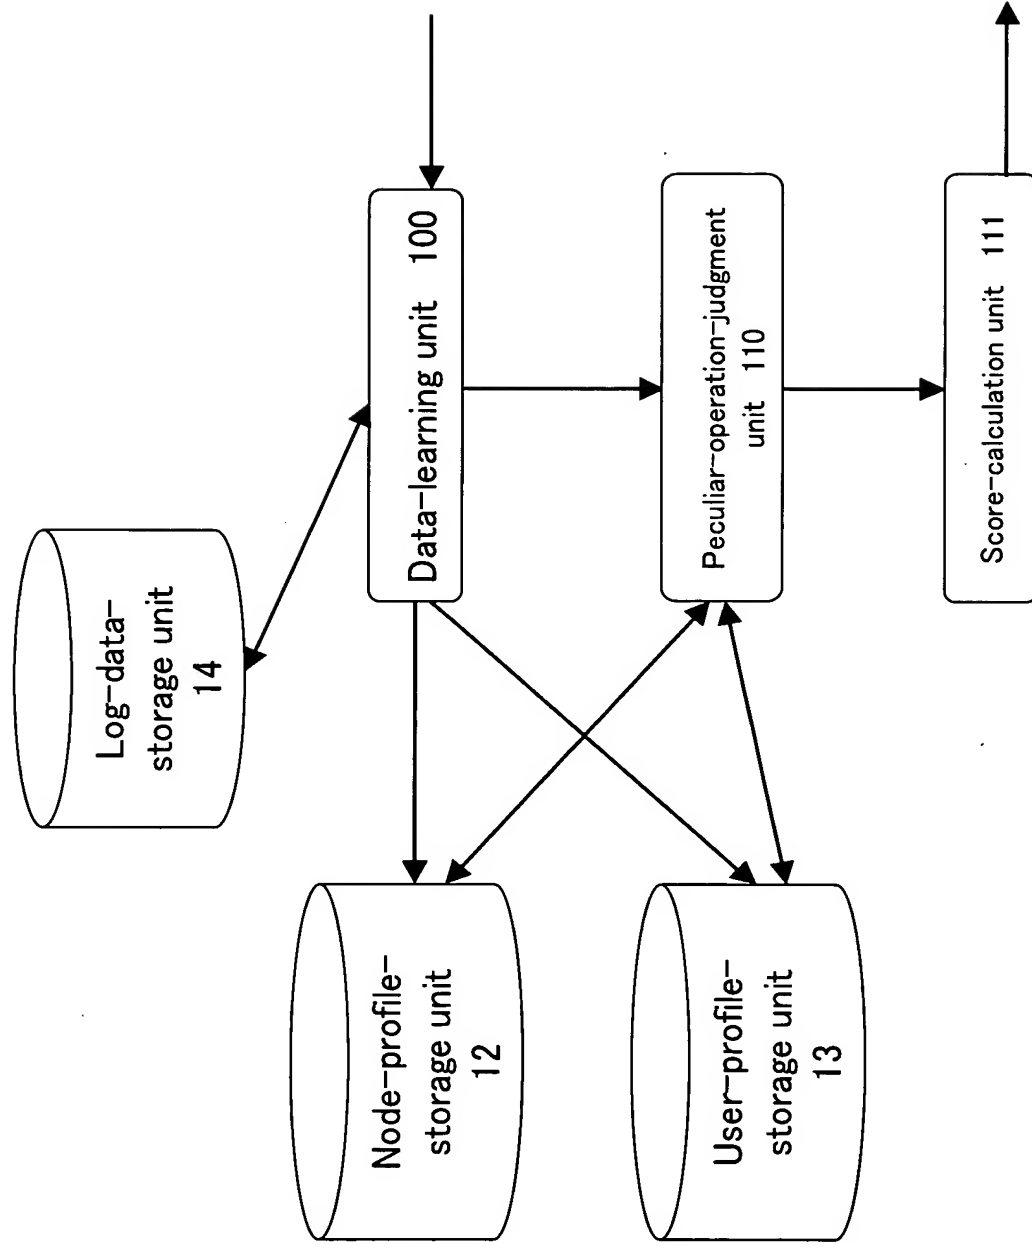 Log-data-
storage unit
14
Data-learning unit 100
Node-profile-
storage unit
12
Peculiar-operation-judgment
unit 110
User-profile-
storage unit
13
Score-calculation unit 111